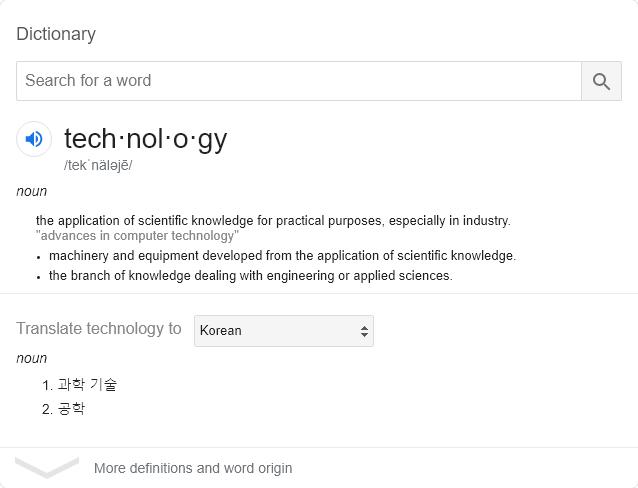 Dictionary
Search for a word
tech·nol·o·gy
/tekˈnäləjē/
noun
the application of scientific knowledge for practical purposes, especially in industry.
"advances in computer technology"
• machinery and equipment developed from the application of scientific knowledge.
• the branch of knowledge dealing with engineering or applied sciences.
Translate technology to Korean
noun
1. 과학 기술
2. 공학
More definitions and word origin